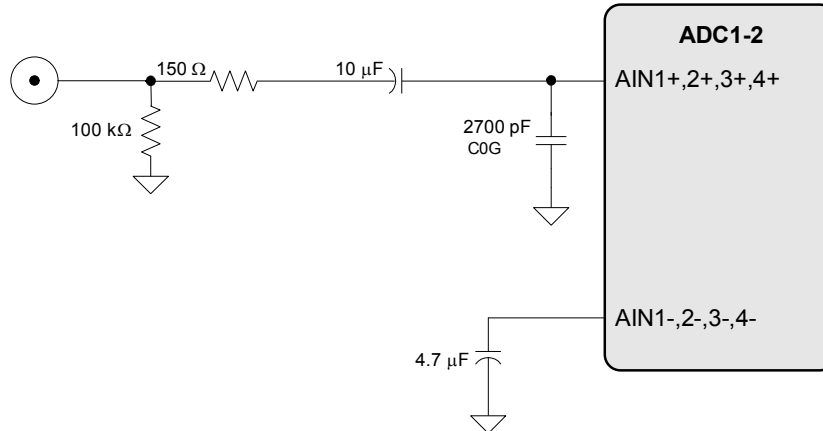 ADC1-2
150 Ω
10 μF
AIN1+,2+,3+,4+
100 kΩ
2700 pF
C0G
AIN1-,2-,3-,4-
4.7 μF